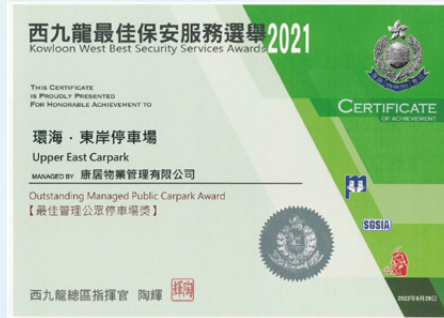 西九龍最佳保安服務選舉2021
Kowloon West Best Security Services Awards
CERTIFICATE
OF ACHIEVEMENT
THIS CERTIFICATE
IS PROUDLY PRESENTED
FOR HONORABLE ACHIEVEMENT TO
環海·東岸停車場
Upper East Carpark
MANAGED BY 康居物業管理有限公司
Outstanding Managed Public Carpark Award
【最佳管理公眾停車場獎】
SGSIA
西九龍總區指揮官 陶輝